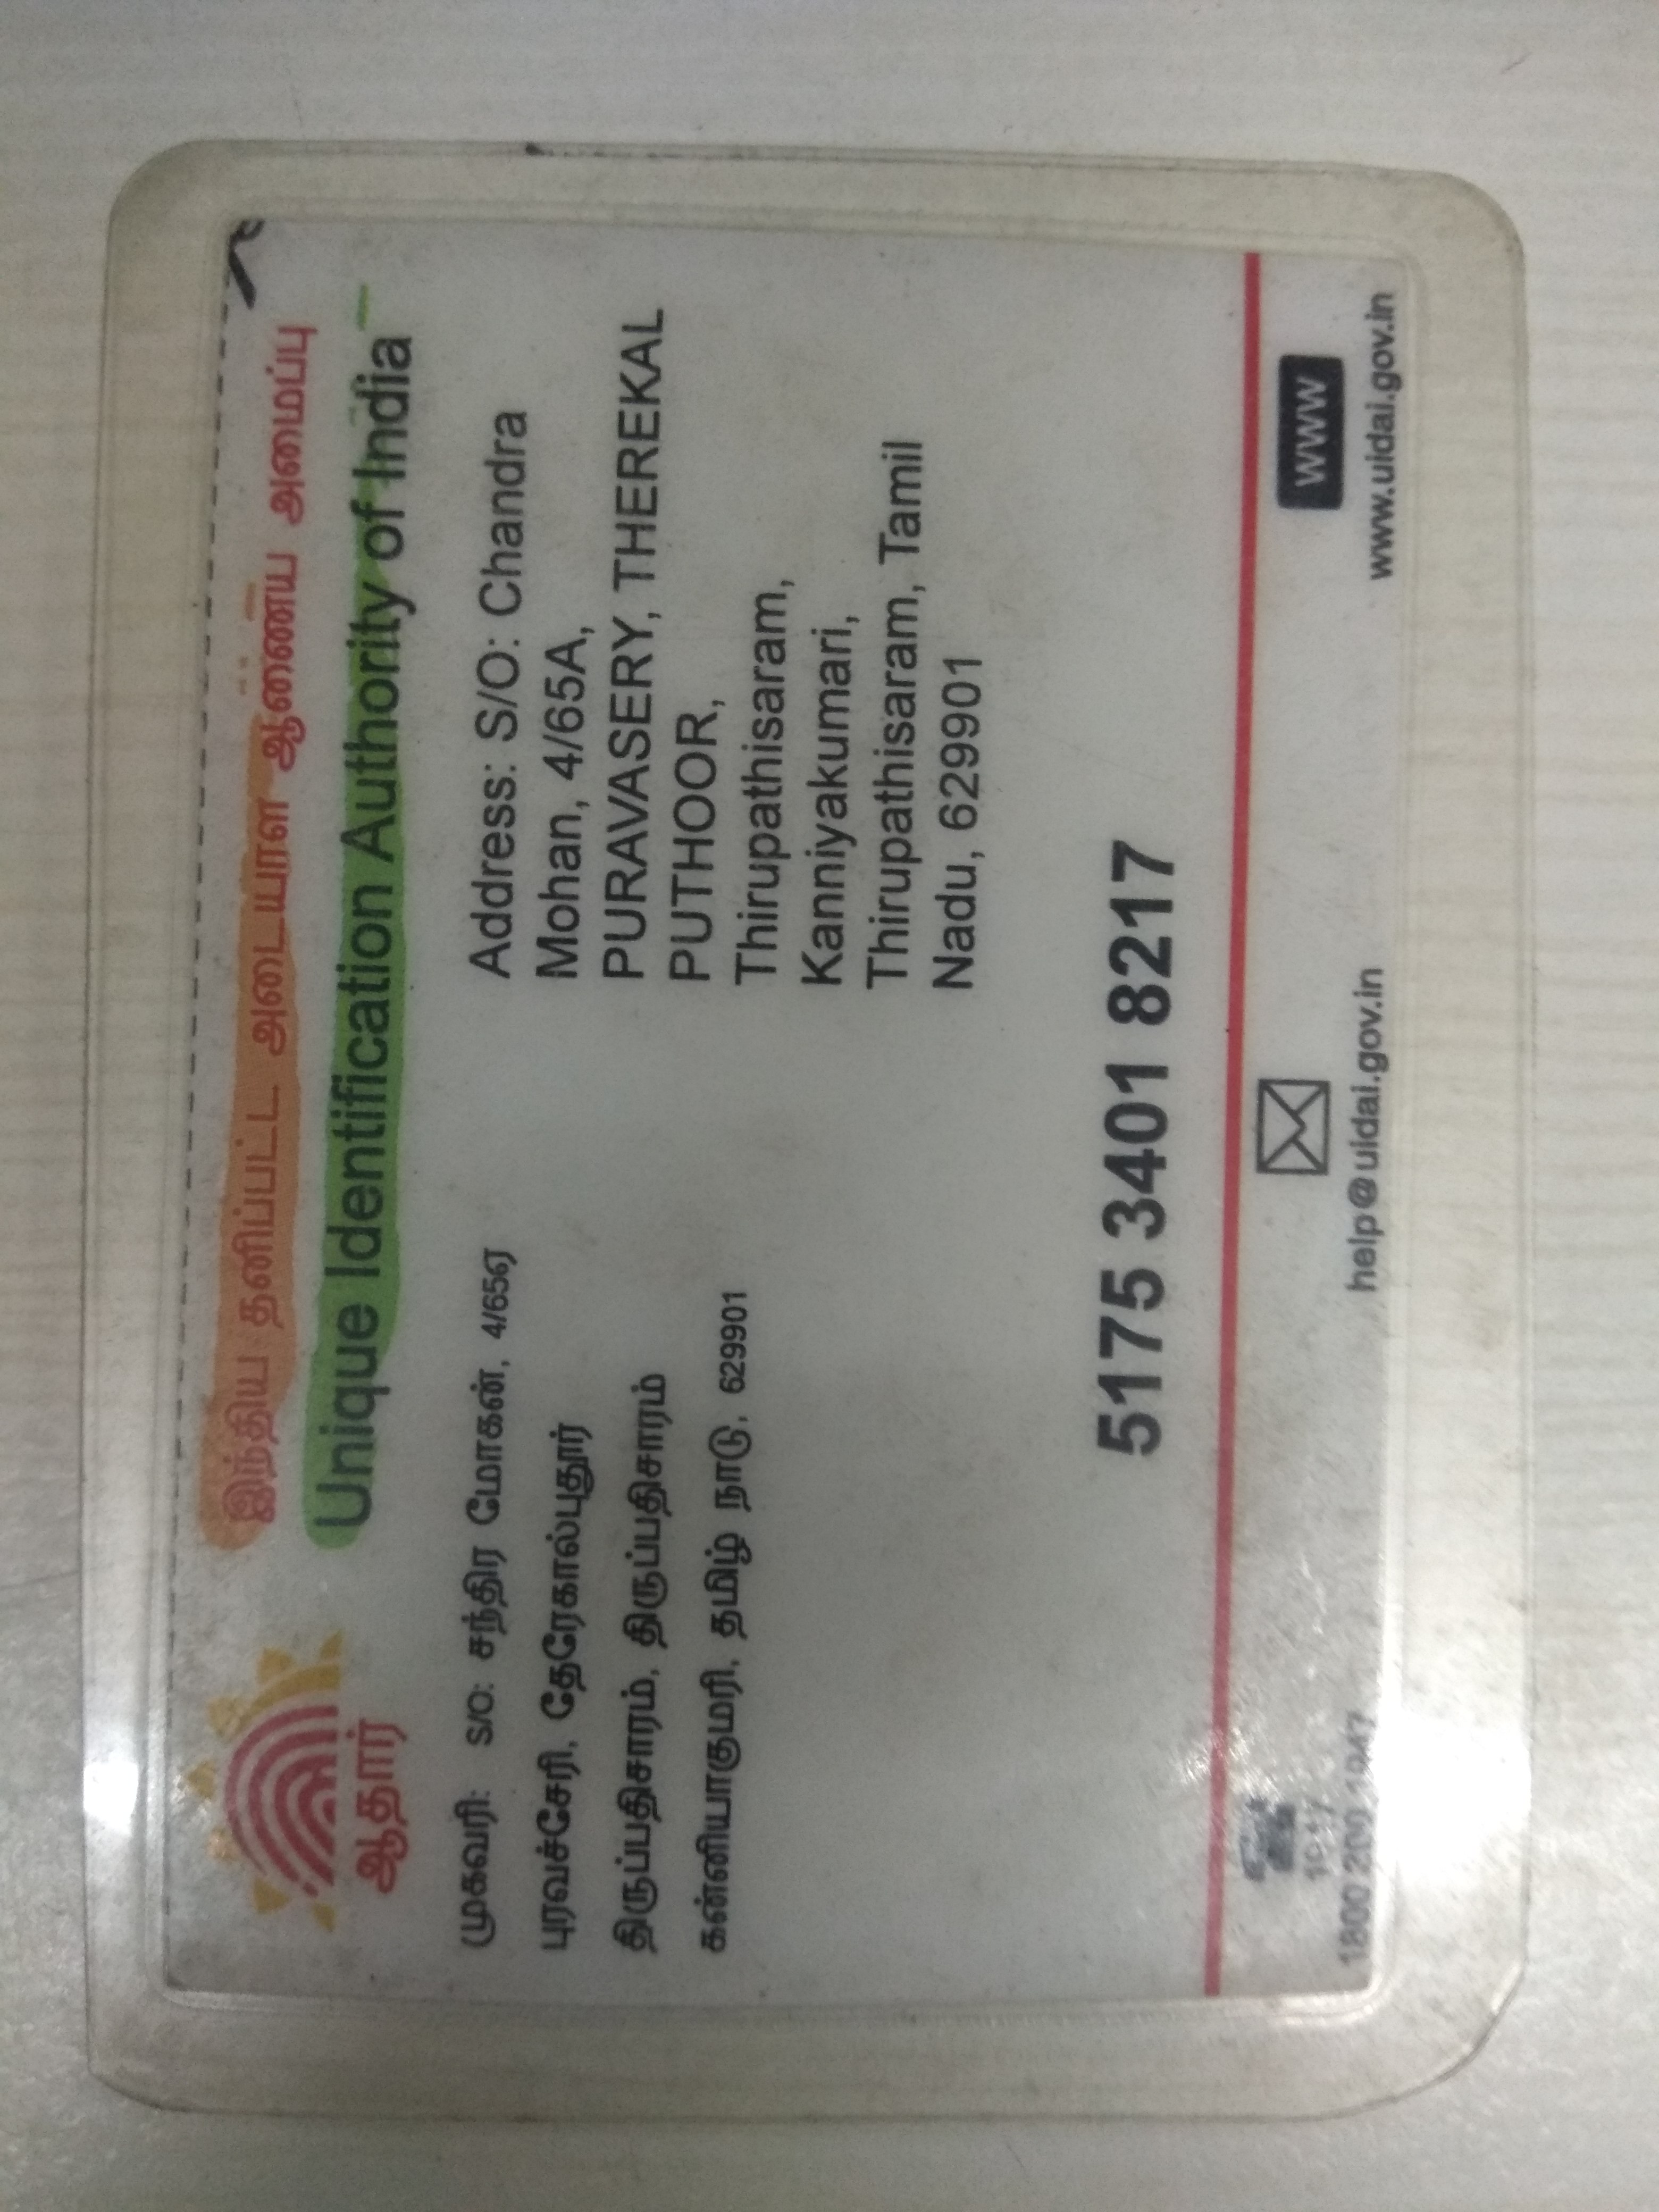 இந்திய தனிப்பட்ட அடையாள ஆணைய அமைப்பு
Unique Identification Authority of India
ஆதார்
முகவரி: S/O: சந்திர மோகன், 4/65ஏ
புரவச்சேரி, தேரேகால்புதூர்
திருப்பதிசாரம், திருப்பதிசாரம்
கன்னியாகுமரி, தமிழ் நாடு, 629901
Address: S/O: Chandra
Mohan, 4/65A,
PURAVASERY, THEREKAL
PUTHOOR,
Thirupathisaram,
Kanniyakumari,
Thirupathisaram, Tamil
Nadu, 629901
5175 3401 8217
1947
1800 200 1947
help@uidai.gov.in
WWW
www.uidai.gov.in